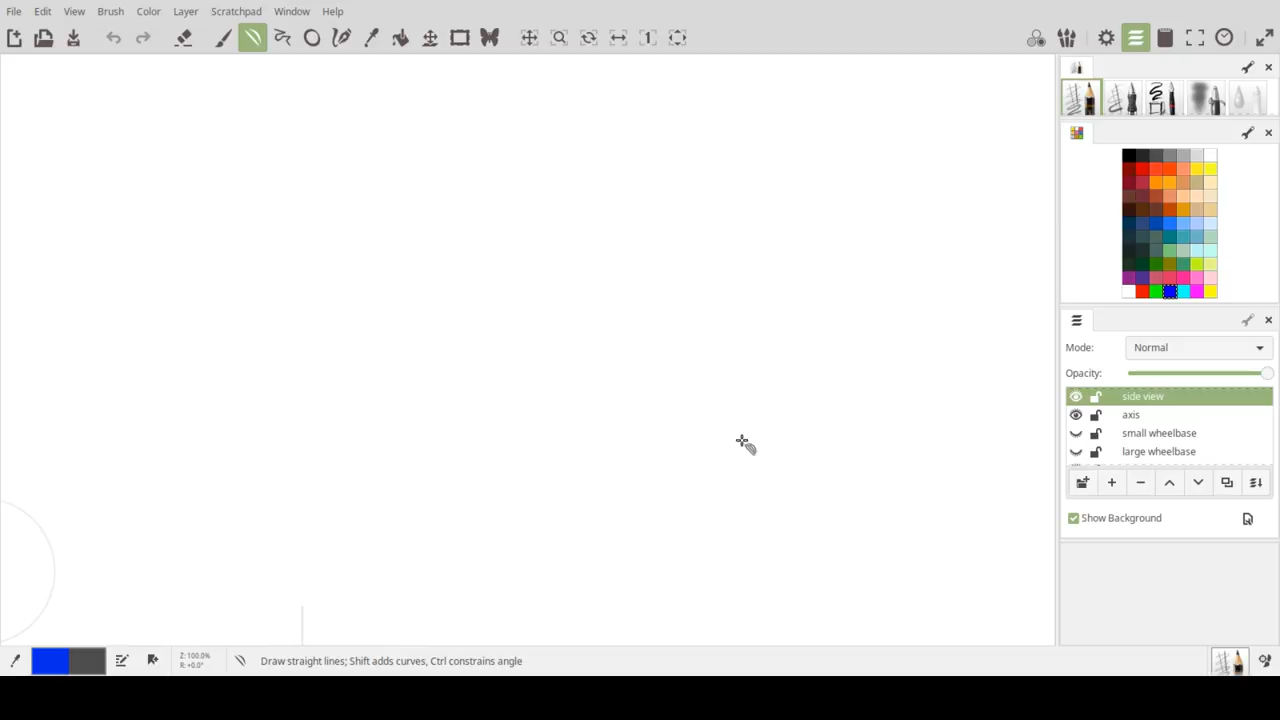 File Edit View Brush Color Layer Scratchpad Window Help
1
Mode: Normal
Opacity:
side view
axis
small wheelbase
large wheelbase
Show Background
Z: 100.0%
R: +0.0°
Draw straight lines; Shift adds curves, Ctrl constrains angle